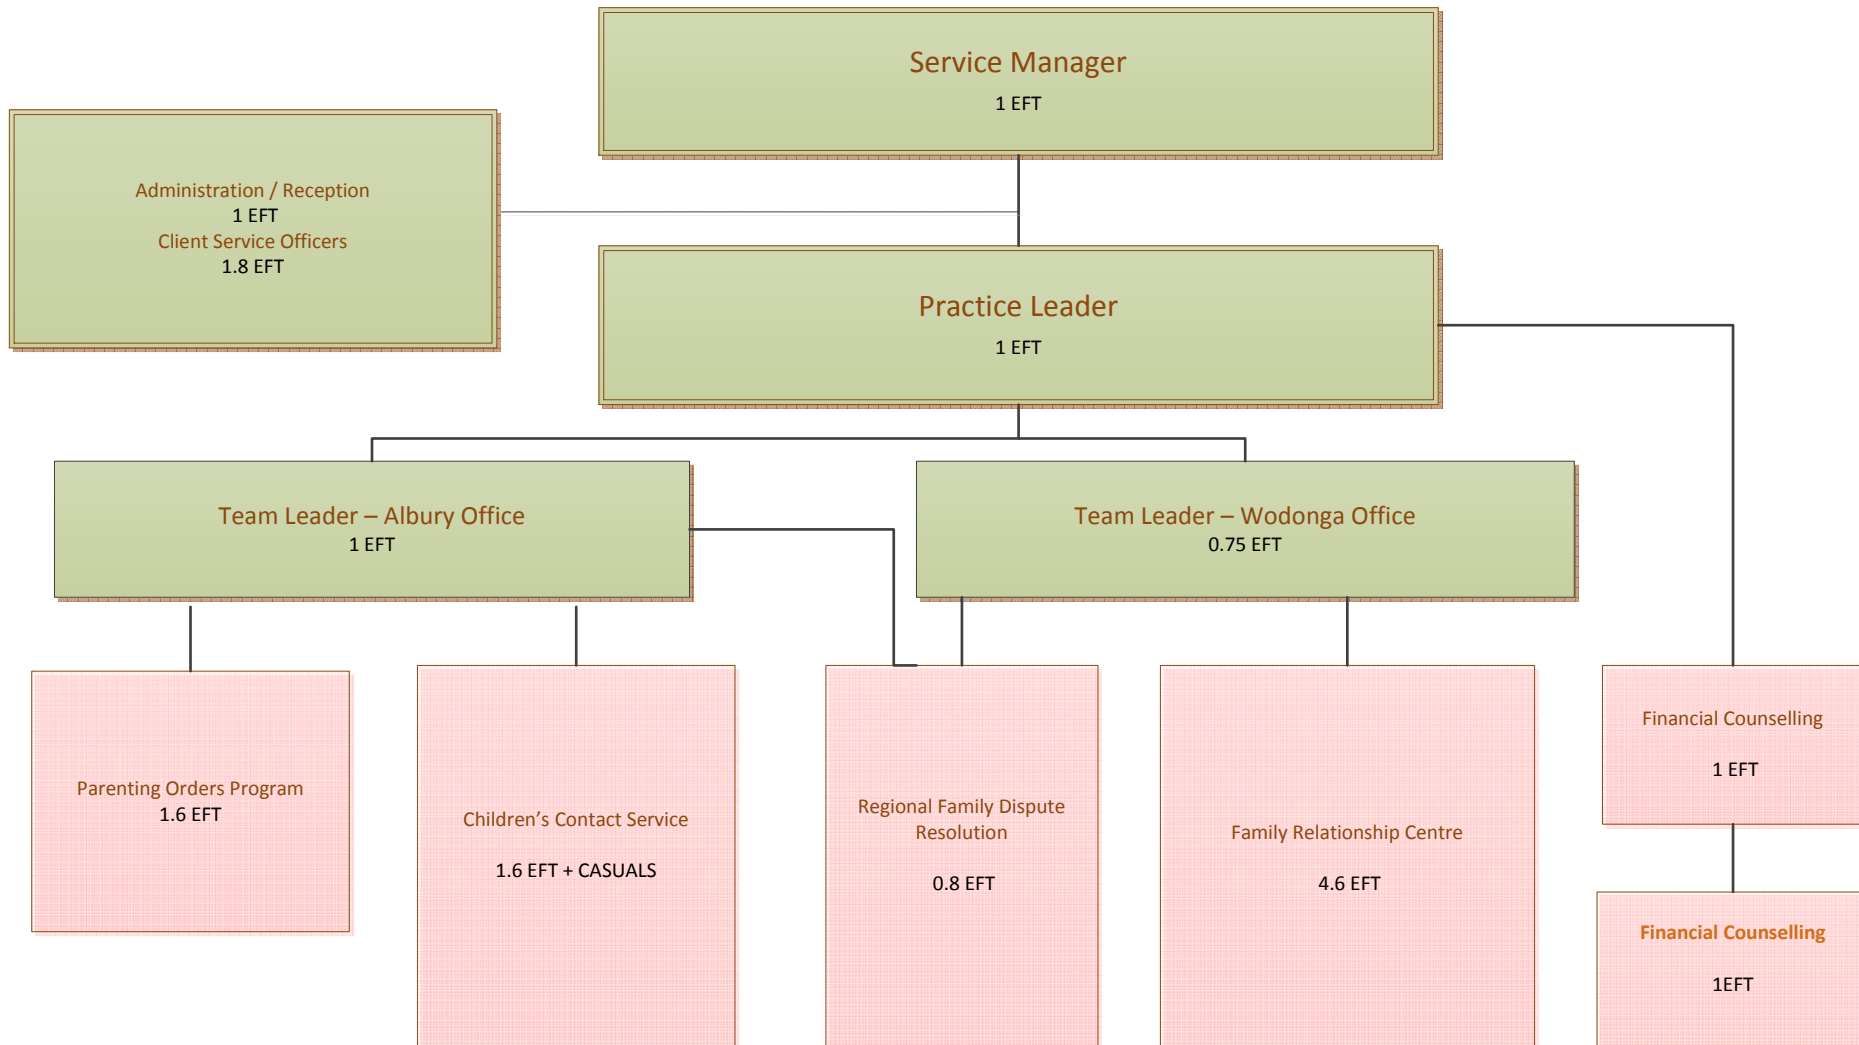 Service Manager
1 EFT
Administration / Reception
1 EFT
Client Service Officers
1.8 EFT
Practice Leader
1 EFT
Team Leader – Albury Office
1 EFT
Team Leader – Wodonga Office
0.75 EFT
Parenting Orders Program
1.6 EFT
Children’s Contact Service
1.6 EFT + CASUALS
Regional Family Dispute
Resolution
0.8 EFT
Family Relationship Centre
4.6 EFT
Financial Counselling
1 EFT
Financial Counselling
1EFT